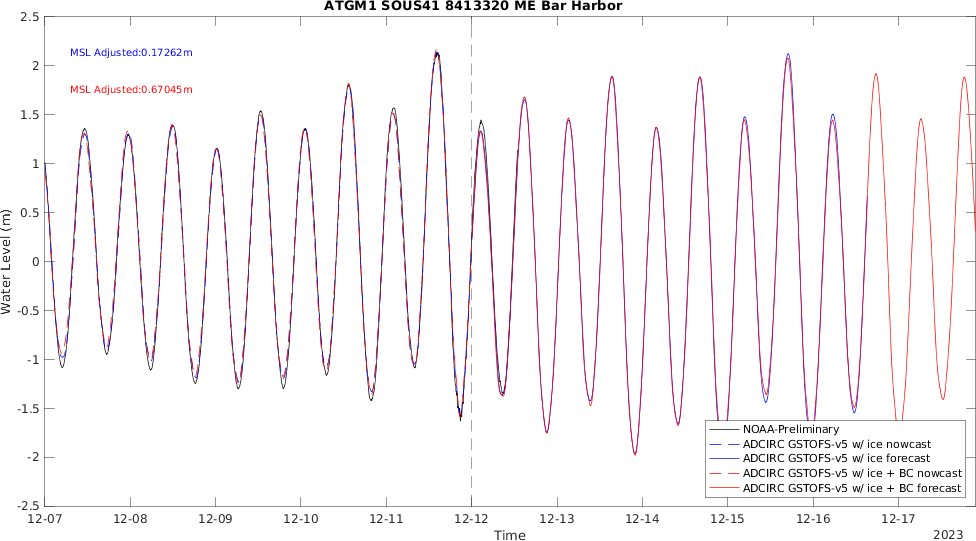 ATGM1 SOUS41 8413320 ME Bar Harbor
MSL Adjusted:0.17262m
MSL Adjusted:0.67045m
Water Level (m)
2.5
2
1.5
1
0.5
0
-0.5
-1
-1.5
-2
-2.5
NOAA-Preliminary
ADCIRC GSTOFS-v5 w/ ice nowcast
ADCIRC GSTOFS-v5 w/ ice forecast
ADCIRC GSTOFS-v5 w/ ice + BC nowcast
ADCIRC GSTOFS-v5 w/ ice + BC forecast
12-07 12-08 12-09 12-10 12-11 12-12 12-13 12-14 12-15 12-16 12-17
Time
2023